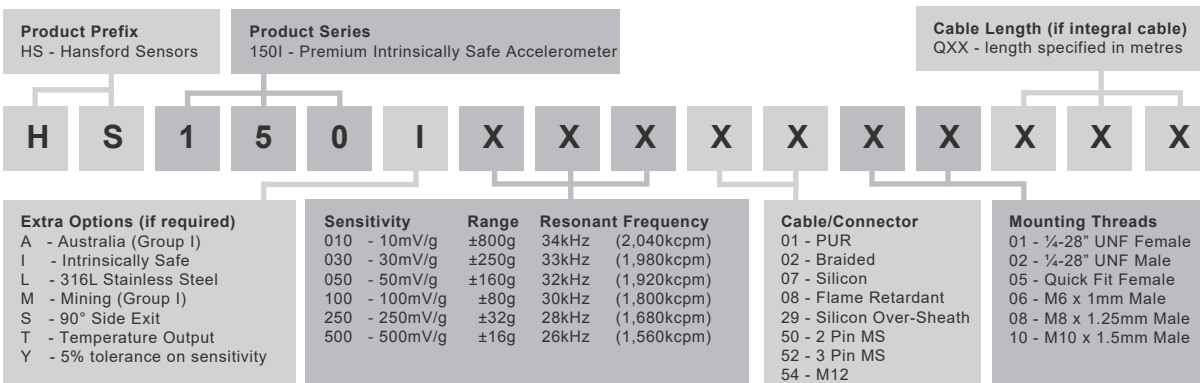 Product Prefix
HS - Hansford Sensors
Product Series
150I - Premium Intrinsically Safe Accelerometer
Cable Length (if integral cable)
QXX - length specified in metres
H S 1 5 0 I X X X X X X X X X X
Extra Options (if required)
A - Australia (Group I)
I - Intrinsically Safe
L - 316L Stainless Steel
M - Mining (Group I)
S - 90° Side Exit
T - Temperature Output
Y - 5% tolerance on sensitivity
Sensitivity Range Resonant Frequency
010 - 10mV/g ±800g 34kHz (2,040kcpm)
030 - 30mV/g ±250g 33kHz (1,980kcpm)
050 - 50mV/g ±160g 32kHz (1,920kcpm)
100 - 100mV/g ±80g 30kHz (1,800kcpm)
250 - 250mV/g ±32g 28kHz (1,680kcpm)
500 - 500mV/g ±16g 26kHz (1,560kcpm)
Cable/Connector
01 - PUR
02 - Braided
07 - Silicon
08 - Flame Retardant
29 - Silicon Over-Sheath
50 - 2 Pin MS
52 - 3 Pin MS
54 - M12
Mounting Threads
01 - ¼-28” UNF Female
02 - ¼-28” UNF Male
05 - Quick Fit Female
06 - M6 x 1mm Male
08 - M8 x 1.25mm Male
10 - M10 x 1.5mm Male